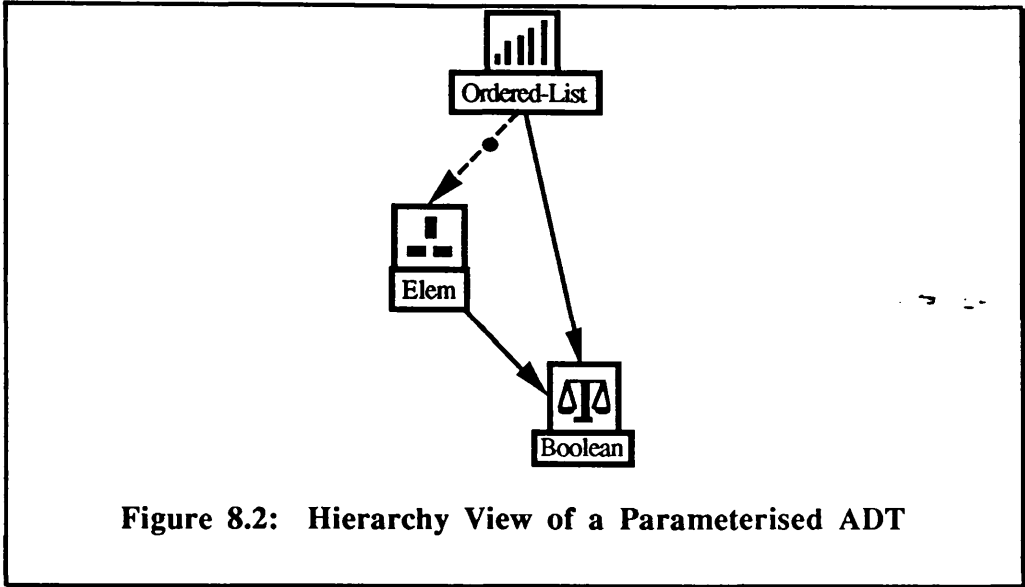 Ordered-List
Elem
Boolean
Figure 8.2: Hierarchy View of a Parameterised ADT